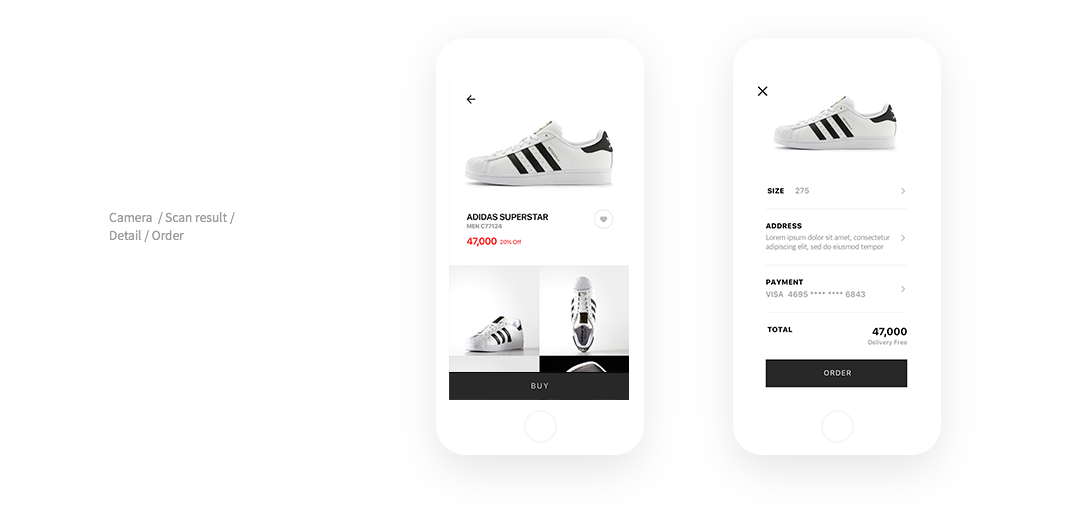 Camera / Scan result /
Detail / Order
ADIDAS SUPERSTAR
MEN C77124
47,000 20% Off
BUY
SIZE 275
ADDRESS
Lorem ipsum dolor sit amet, consectetur
adipiscing elit, sed do eiusmod tempor
PAYMENT
VISA 4695 **** **** 6843
TOTAL 47,000
Delivery Free
ORDER